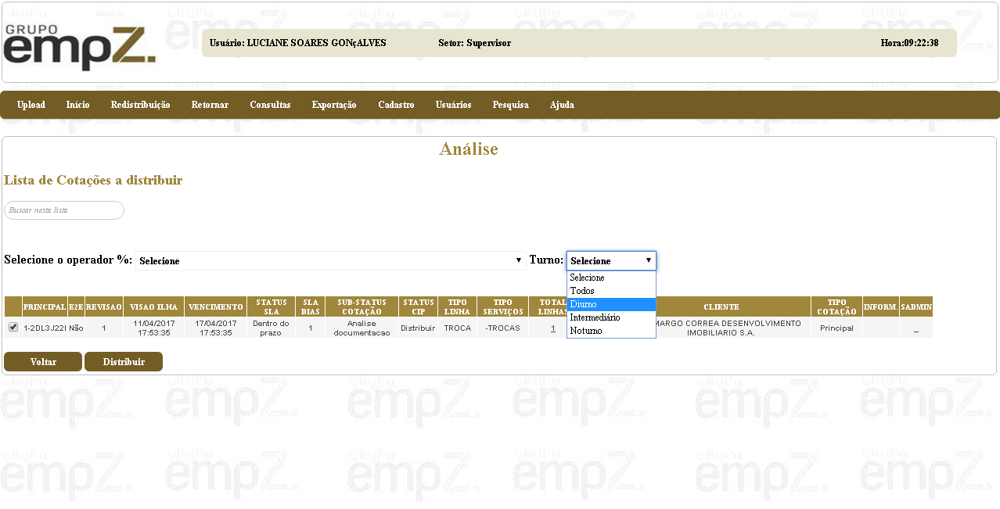 GRUPO
empz.
Usuário: LUCIANE SOARES GONçALVES Setor: Supervisor Hora:09:22:38
Upload Início Redistribuição Retornar Consultas Exportação Cadastro Usuários Pesquisa Ajuda
Análise
Lista de Cotações a distribuir
Buscar nesta lista
Selecione o operador %: Selecione Turno: Selecione
Selecione
Todos
Diurno
Intermediário
Noturno
PRINCIPAL E2E REVISAO VISAO ILHA VENCIMENTO STATUS SLA SLA DIAS SUB-STATUS COTAÇÃO STATUS CIP TIPO LINHA TIPO SERVIÇOS TOTAL LINHAS CLIENTE TIPO COTAÇÃO INFORM. SADMIN
1-2DL3J22I Não 1 11/04/2017 17:53:35 17/04/2017 17:53:35 Dentro do prazo 1 Analise documentacao Distribuir TROCA -TROCAS 1 MARGO CORREA DESENVOLVIMENTO IMOBILIARIO S.A. Principal _
Voltar Distribuir